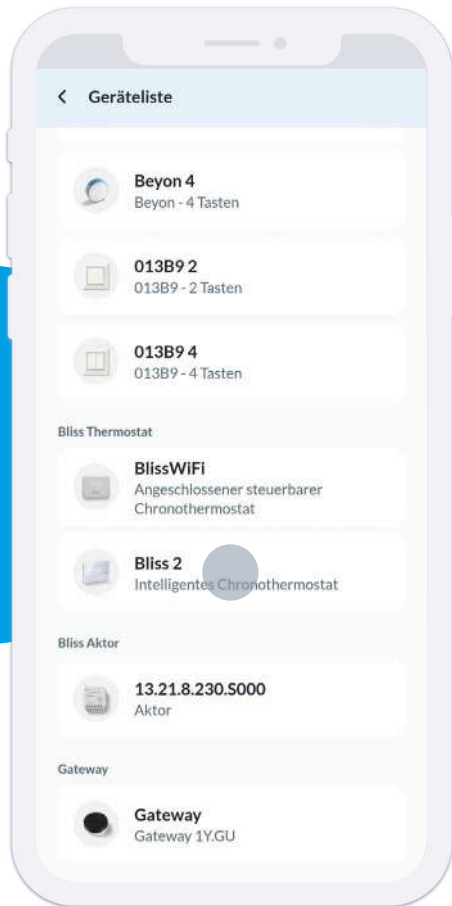 Geräteliste
Beyon 4
Beyon - 4 Tasten
013B9 2
013B9 - 2 Tasten
013B9 4
013B9 - 4 Tasten
Bliss Thermostat
BlissWiFi
Angeschlossener steuerbarer
Chronothermostat
Bliss 2
Intelligentes Chronothermostat
Bliss Aktor
13.21.8.230.S000
Aktor
Gateway
Gateway
Gateway 1Y.GU